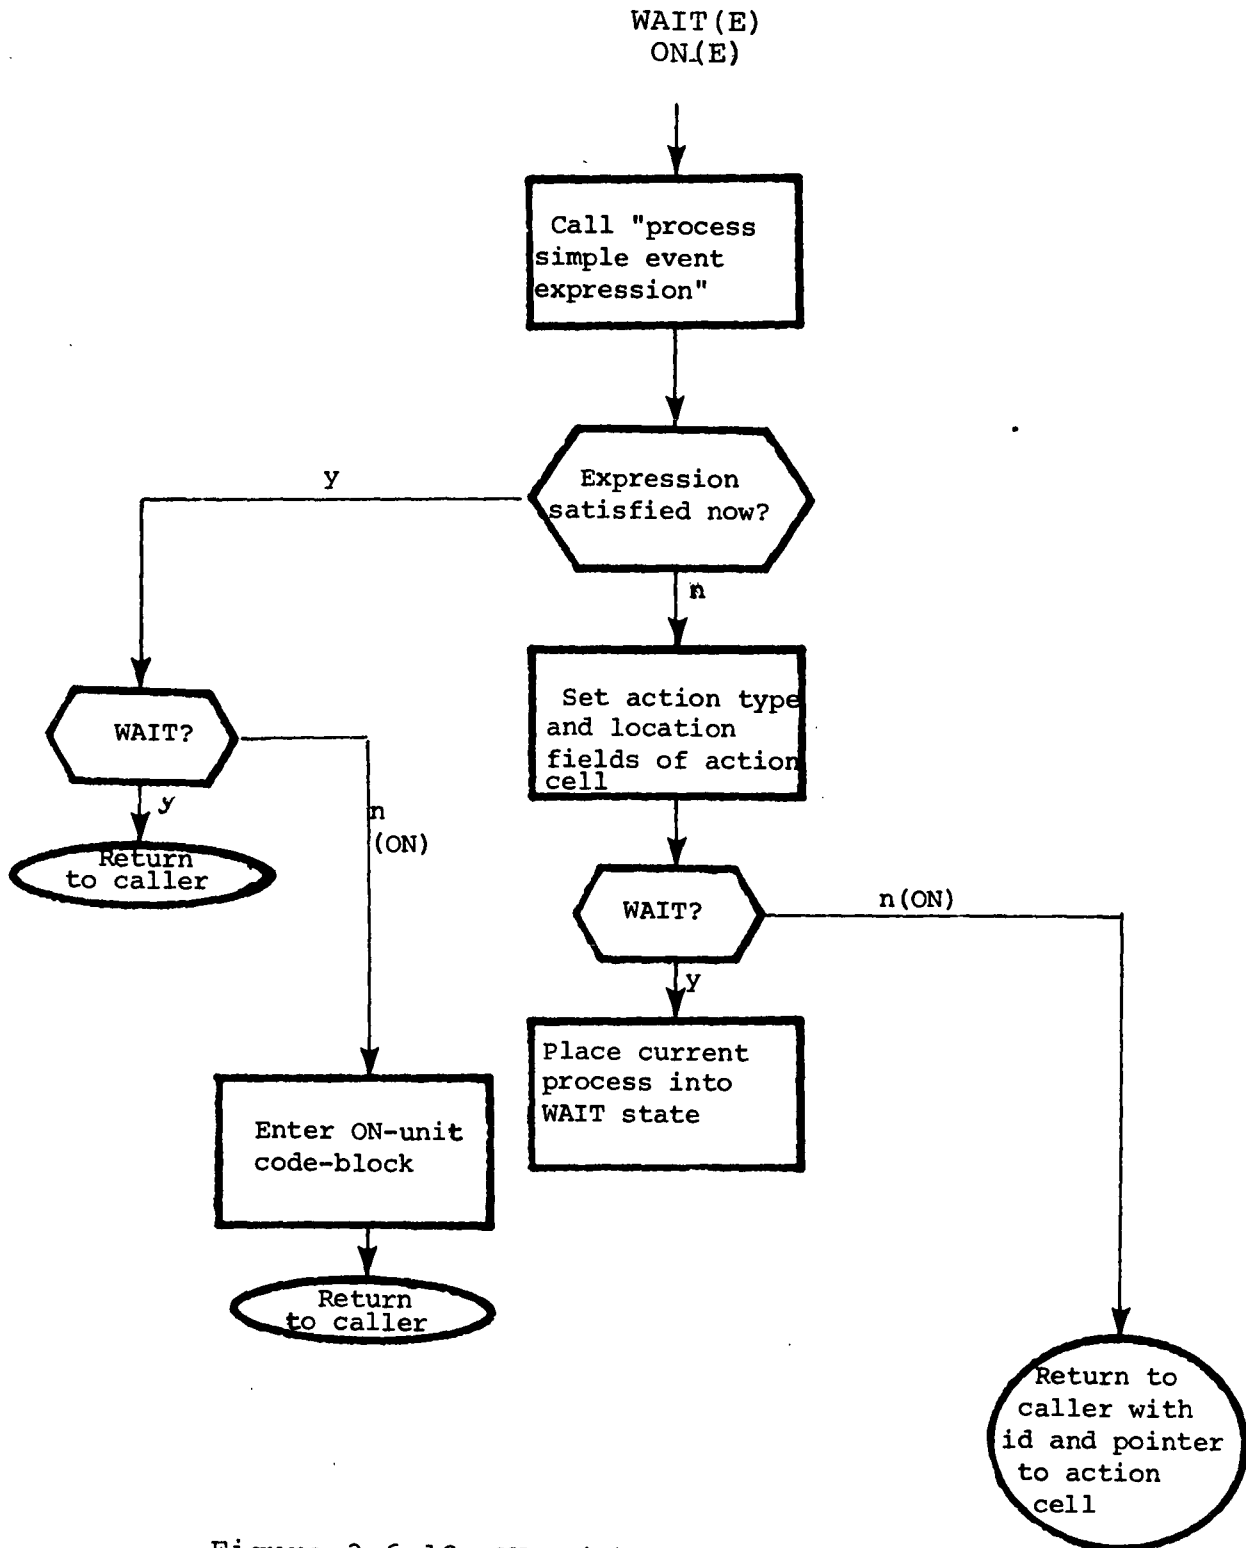 WAIT(E)
ON(E)
Call "process
simple event
expression"
Expression
satisfied now?
y
n
Set action type
and location
fields of action
cell
WAIT?
y
n
(ON)
Return
to caller
WAIT?
n(ON)
y
Place current
process into
WAIT state
Enter ON-unit
code-block
Return
to caller
Return to
caller with
id and pointer
to action
cell